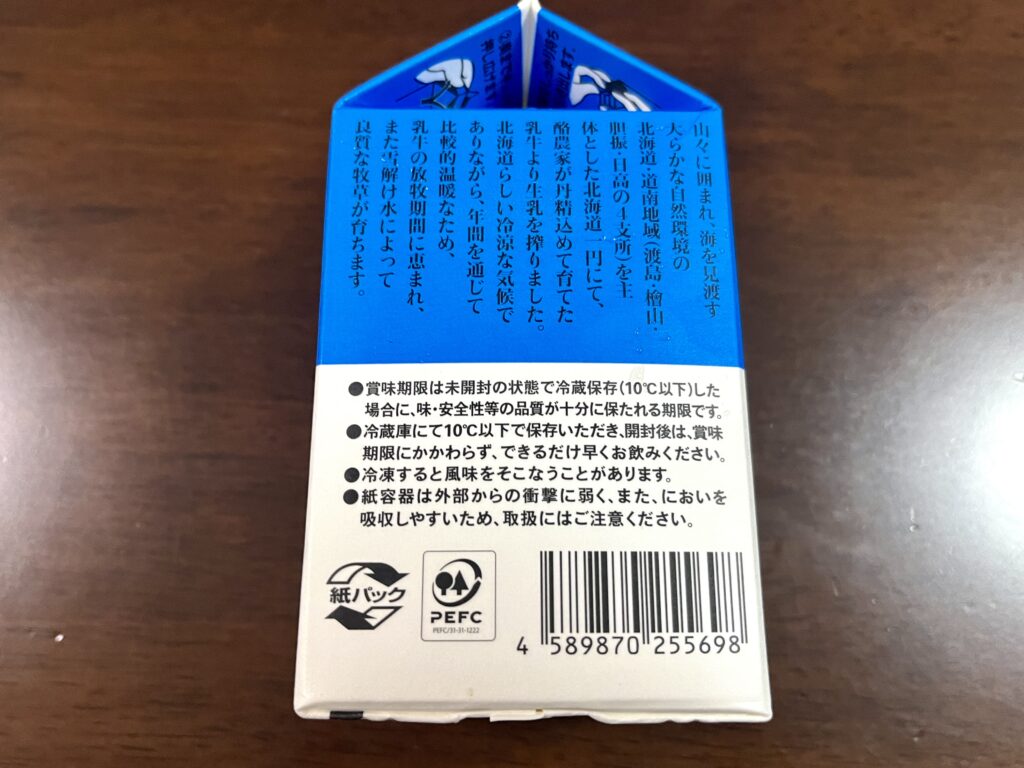 山々に囲まれ、海を見渡す
大らかな自然環境の
北海道・道南地域(渡島・檜山・
胆振・日高の4支所)を主
体とした北海道一円にて、
酪農家が丹精込めて育てた
乳牛より生乳を搾りました。
北海道らしい冷涼な気候で
ありながら、年間を通じて
比較的温暖なため、
乳牛の放牧期間に恵まれ、
また雪解け水によって
良質な牧草が育ちます。
●賞味期限は未開封の状態で冷蔵保存(10℃以下)した
場合に、味・安全性等の品質が十分に保たれる期限です。
●冷蔵庫にて10℃以下で保存いただき、開封後は、賞味
期限にかかわらず、できるだけ早くお飲みください。
●冷凍すると風味をそこなうことがあります。
●紙容器は外部からの衝撃に弱く、また、においを
吸収しやすいため、取扱にはご注意ください。
紙パック
PEFC
PEFC/31-31-1222
4 589870 255698